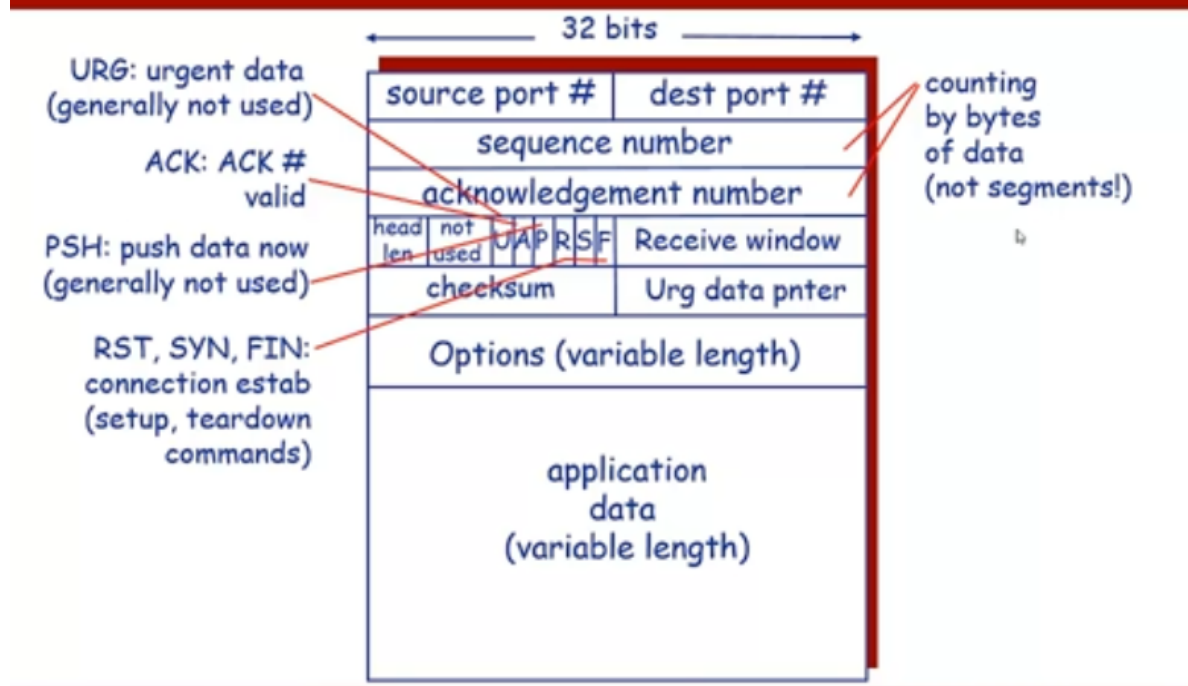 32 bits
URG: urgent data
(generally not used)
ACK: ACK #
valid
PSH: push data now
(generally not used)
RST, SYN, FIN:
connection estab
(setup, teardown
commands)
source port #
dest port #
sequence number
acknowledgement number
head
len
not
used
U A P R S F
Receive window
checksum
Urg data pnter
Options (variable length)
application
data
(variable length)
counting
by bytes
of data
(not segments!)